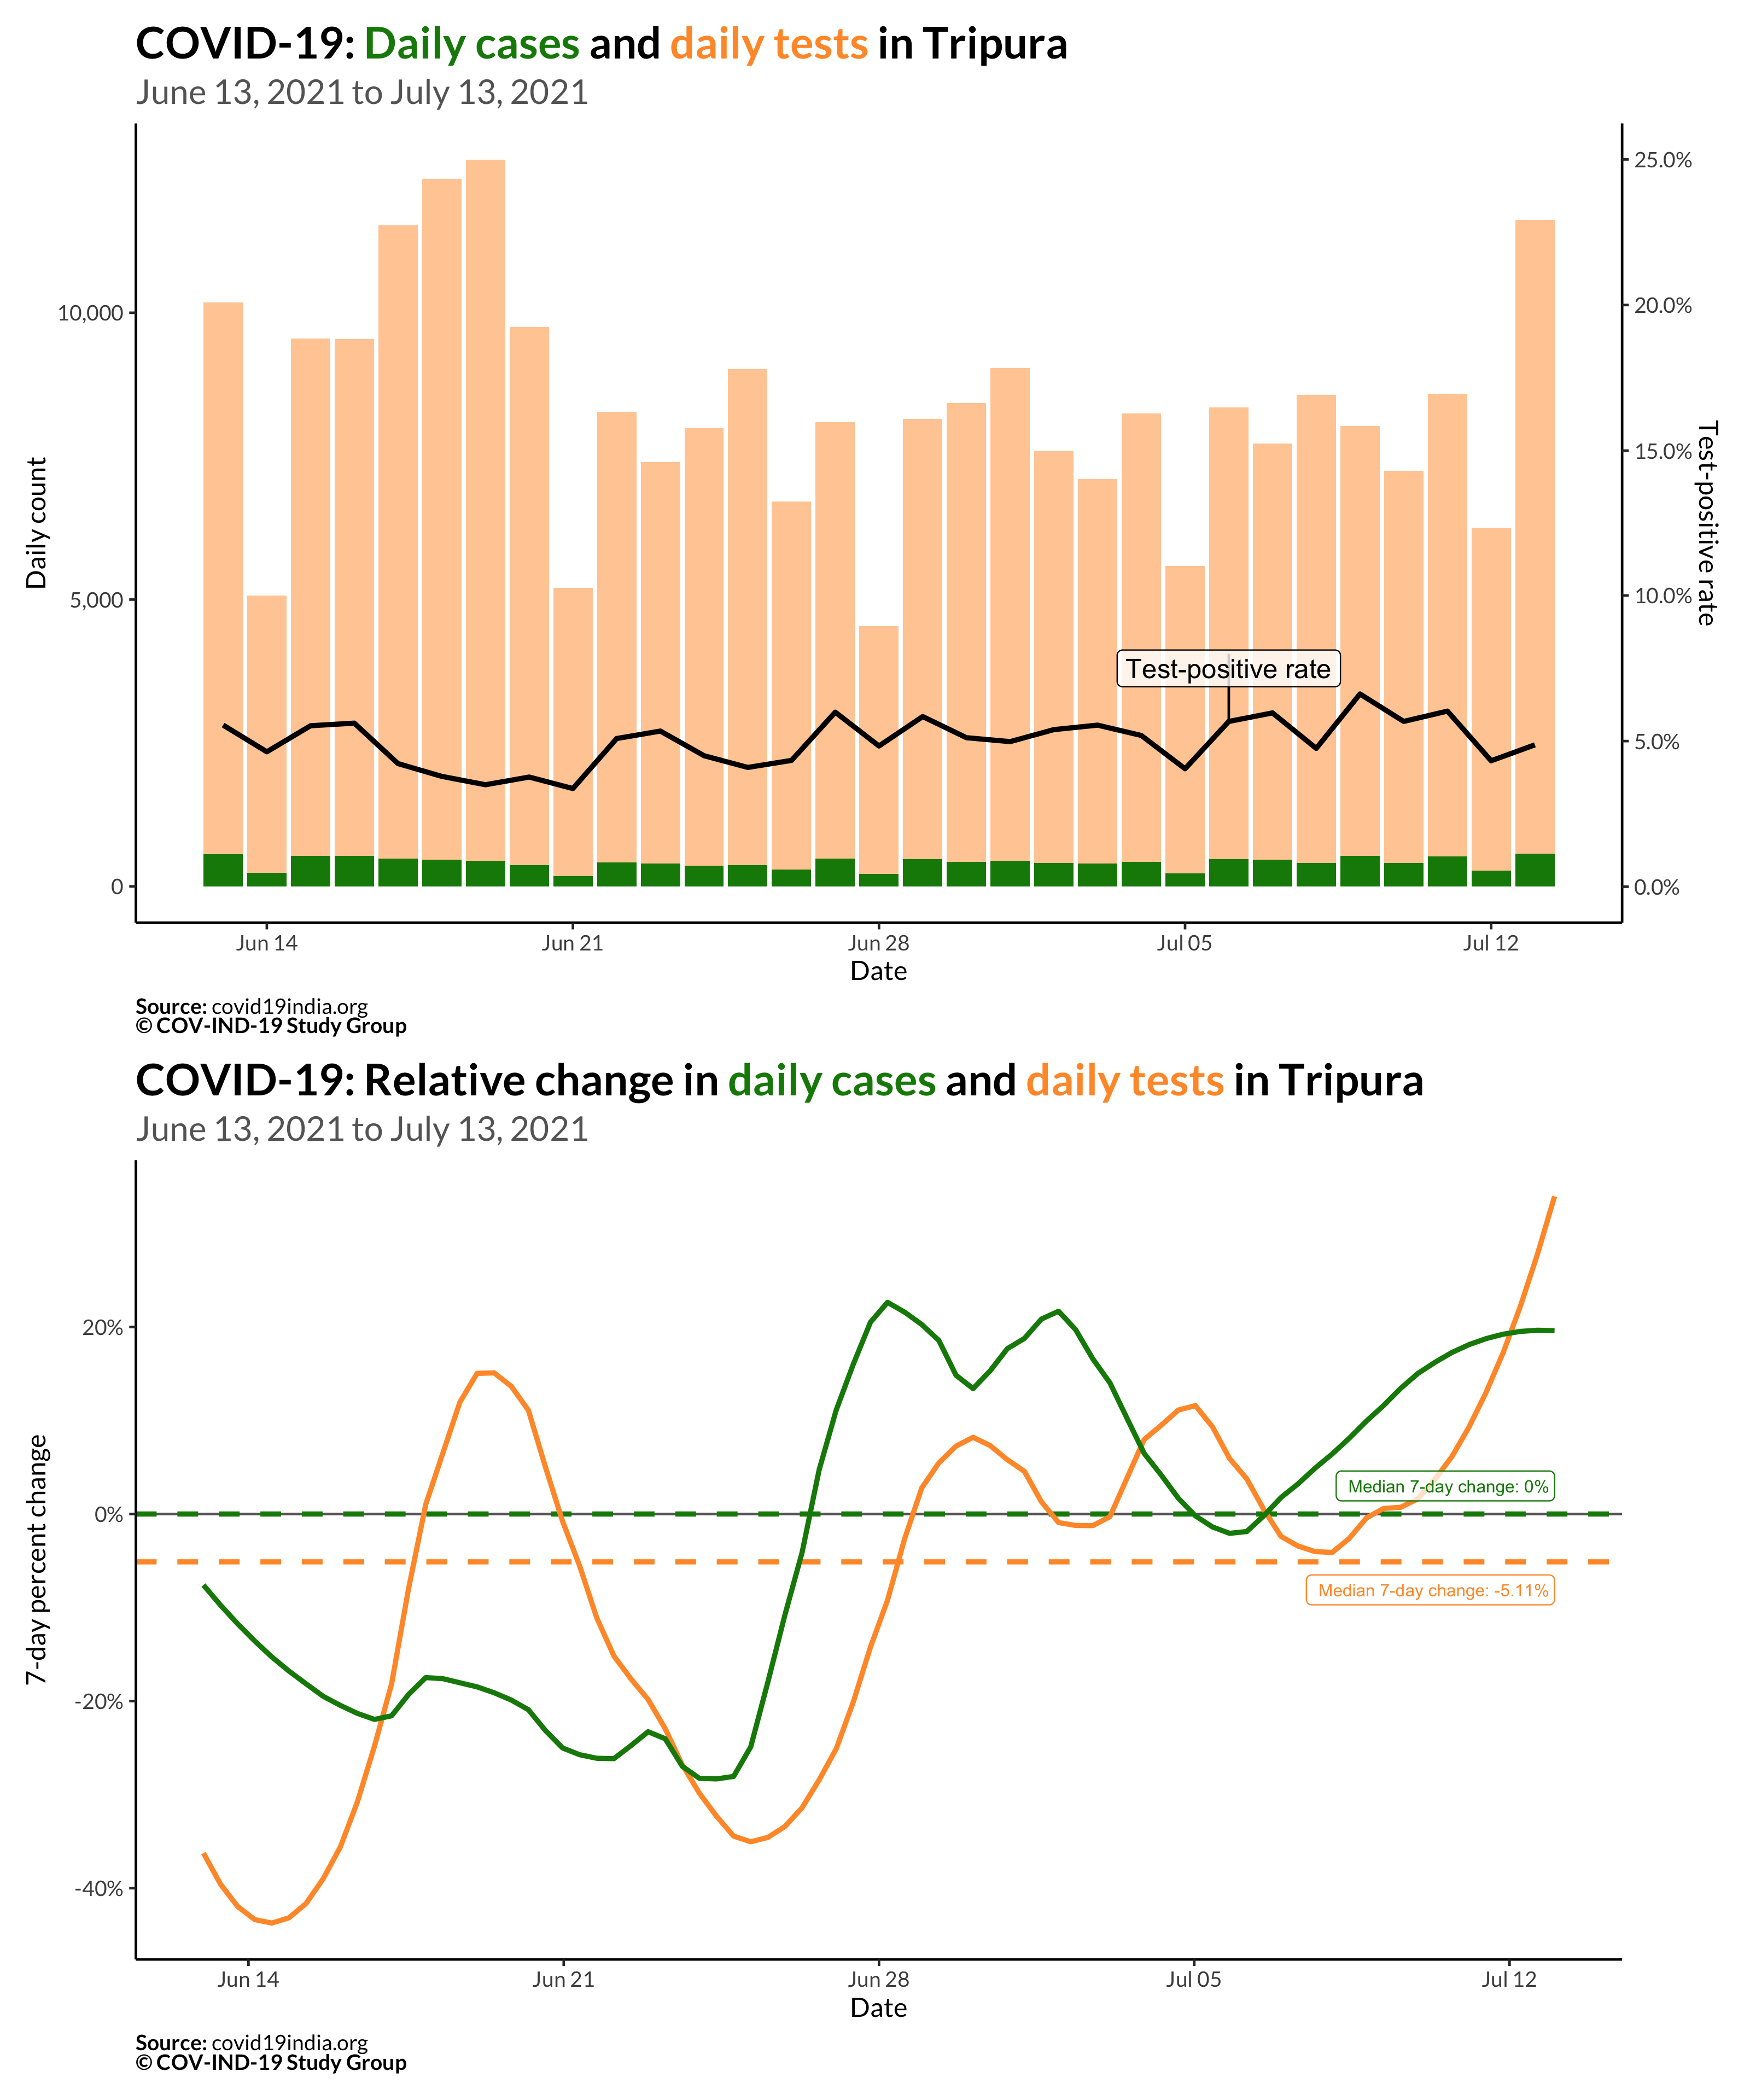 COVID-19: Daily cases and daily tests in Tripura
June 13, 2021 to July 13, 2021
25.0%
20.0%
15.0%
10.0%
5.0%
0.0%
10,000
5,000
0
Daily count
Test-positive rate
Test-positive rate
Jun 14
Jun 21
Jun 28
Jul 05
Jul 12
Date
Source: covid19india.org
© COV-IND-19 Study Group
COVID-19: Relative change in daily cases and daily tests in Tripura
June 13, 2021 to July 13, 2021
20%
0%
-20%
-40%
7-day percent change
Median 7-day change: 0%
Median 7-day change: -5.11%
Jun 14
Jun 21
Jun 28
Jul 05
Jul 12
Date
Source: covid19india.org
© COV-IND-19 Study Group